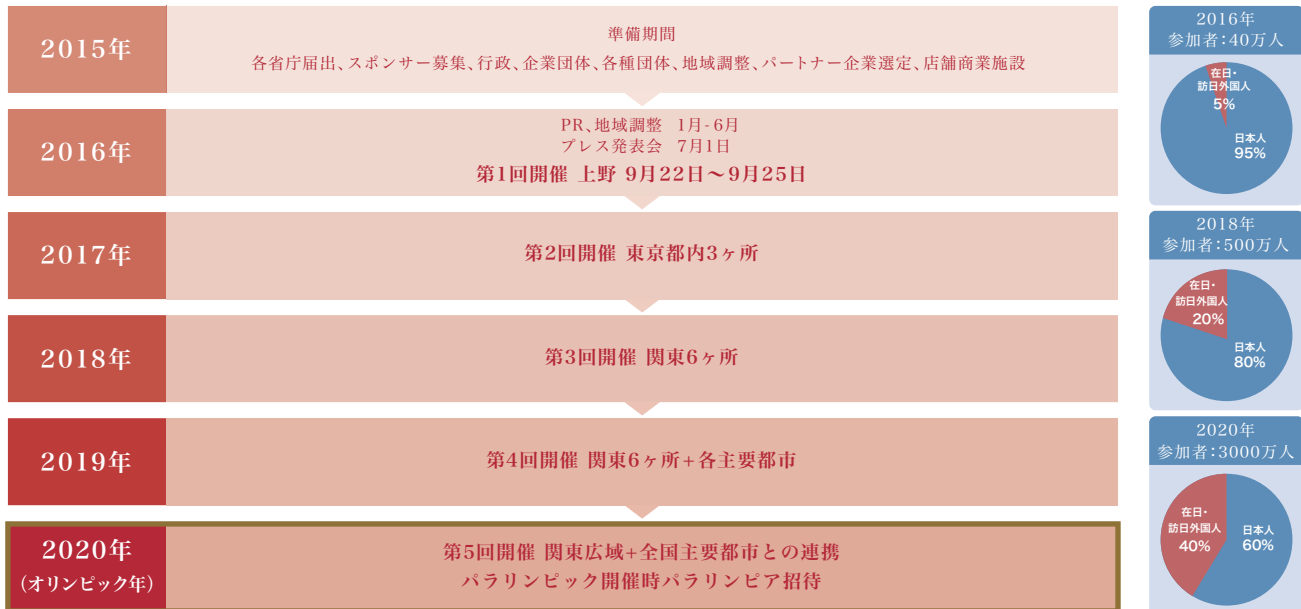 2015年
準備期間
各省庁届出、スポンサー募集、行政、企業団体、各種団体、地域調整、パートナー企業選定、店舗商業施設
2016年
PR、地域調整 1月-6月
プレス発表会 7月1日
第1回開催 上野 9月22日～9月25日
2017年
第2回開催 東京都内3ヶ所
2018年
第3回開催 関東6ヶ所
2019年
第4回開催 関東6ヶ所+各主要都市
2020年
(オリンピック年)
第5回開催 関東広域+全国主要都市との連携
パラリンピック開催時パラリンピア招待
2016年
参加者:40万人
在日・
訪日外国人
5%
日本人
95%
2018年
参加者:500万人
在日・
訪日外国人
20%
日本人
80%
2020年
参加者:3000万人
在日・
訪日外国人
40%
日本人
60%